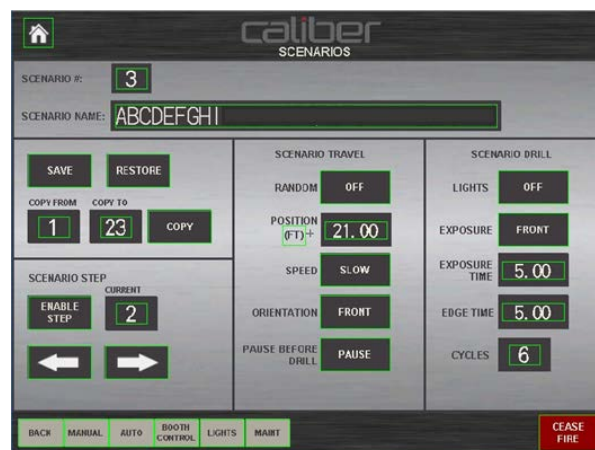 caliber
SCENARIOS
SCENARIO #: 3
SCENARIO NAME: ABCDEFGHI
SAVE RESTORE
COPY FROM COPY TO
1 23 COPY
SCENARIO STEP
CURRENT
ENABLE STEP 2
SCENARIO TRAVEL
RANDOM OFF
POSITION (FT)÷ 21.00
SPEED SLOW
ORIENTATION FRONT
PAUSE BEFORE DRILL PAUSE
SCENARIO DRILL
LIGHTS OFF
EXPOSURE FRONT
EXPOSURE TIME 5.00
EDGE TIME 5.00
CYCLES 6
BACK MANUAL AUTO BOOTH CONTROL LIGHTS MAINT
CEASE FIRE